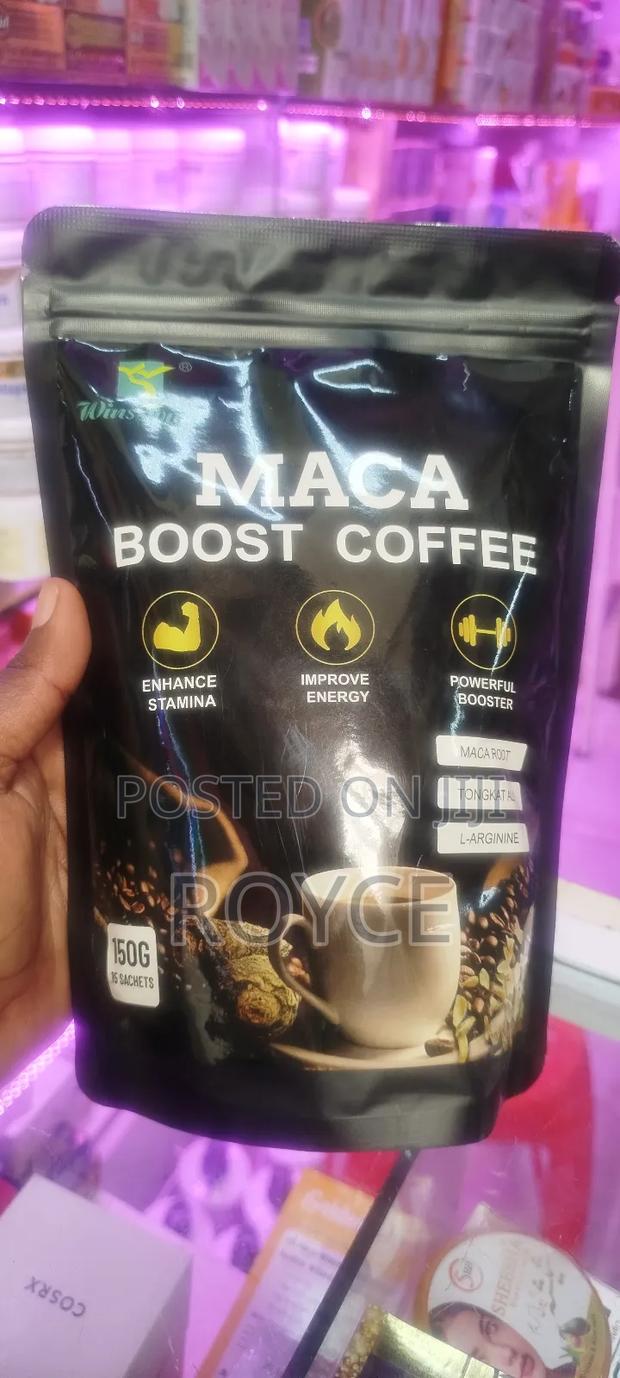 MACA
BOOST COFFEE
ENHANCE
STAMINA
IMPROVE
ENERGY
POWERFUL
BOOSTER
MACA ROOT
TONGKAT ALI
L-ARGININE
POSTED ON JIJI
ROYCE
150G
15 SACHETS
COSRX